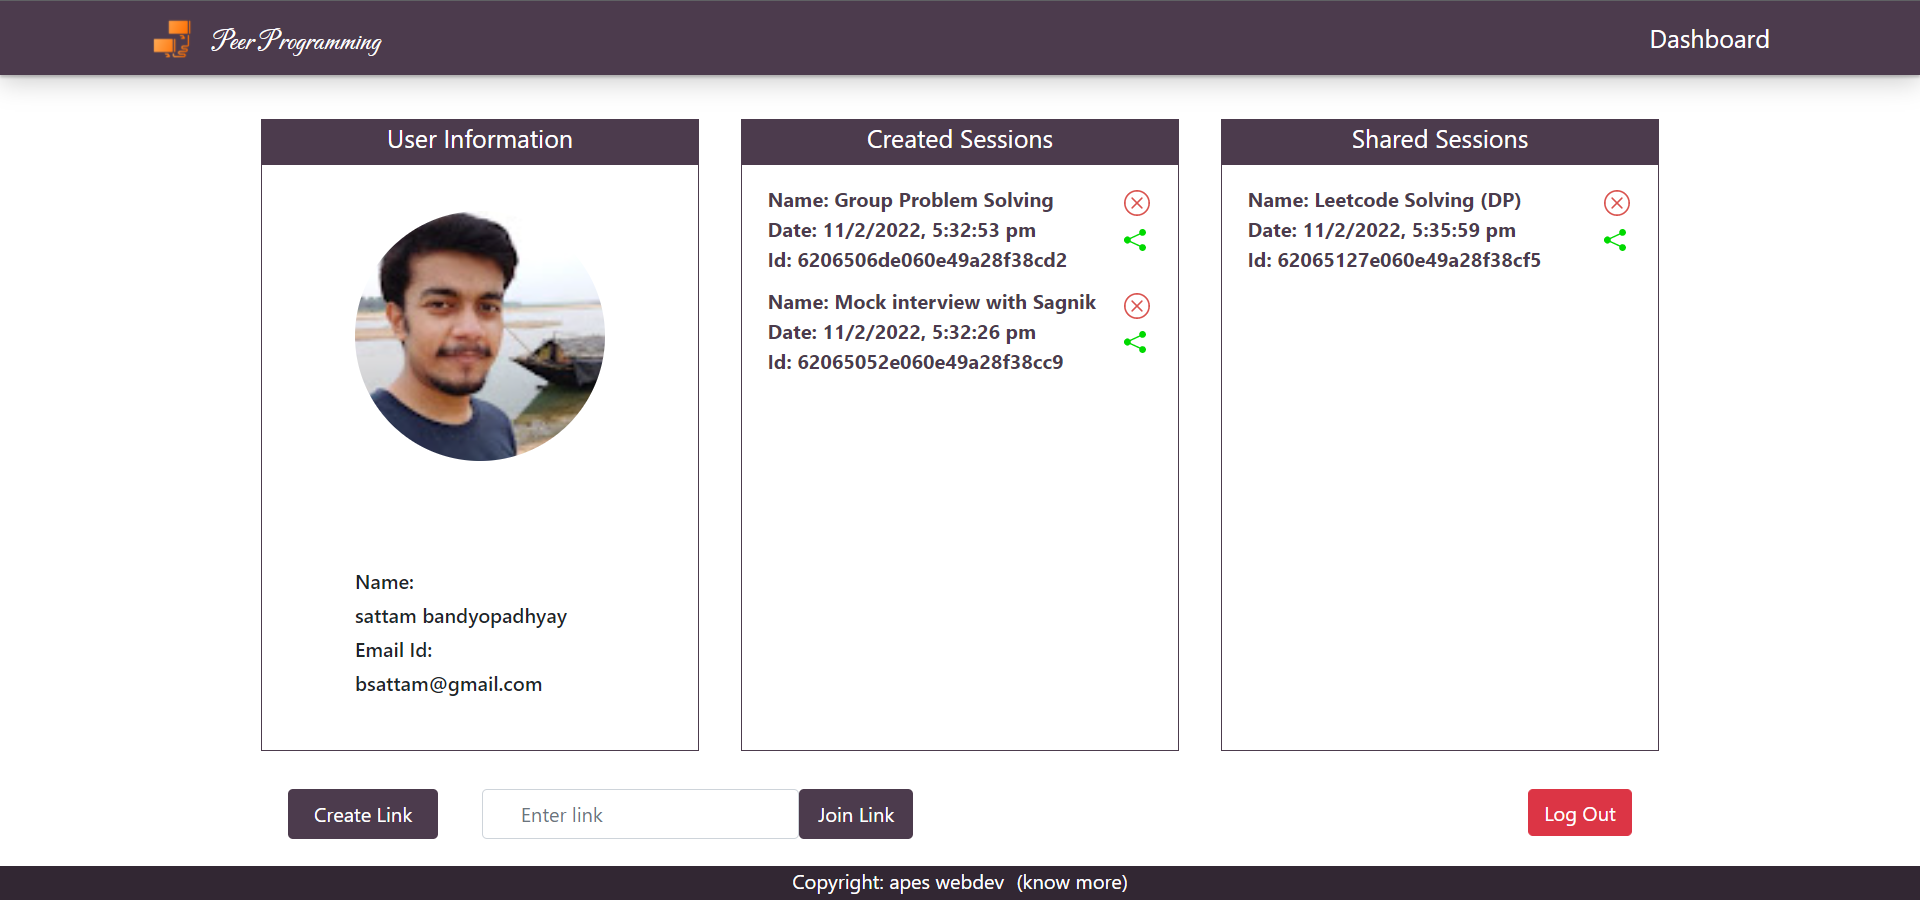 Peer Programming
Dashboard
User Information
Name:
sattam bandyopadhyay
Email Id:
bsattam@gmail.com
Created Sessions
Name: Group Problem Solving
Date: 11/2/2022, 5:32:53 pm
Id: 6206506de060e49a28f38cd2
Name: Mock interview with Sagnik
Date: 11/2/2022, 5:32:26 pm
Id: 62065052e060e49a28f38cc9
Shared Sessions
Name: Leetcode Solving (DP)
Date: 11/2/2022, 5:35:59 pm
Id: 62065127e060e49a28f38cf5
Create Link
Enter link
Join Link
Log Out
Copyright: apes webdev (know more)